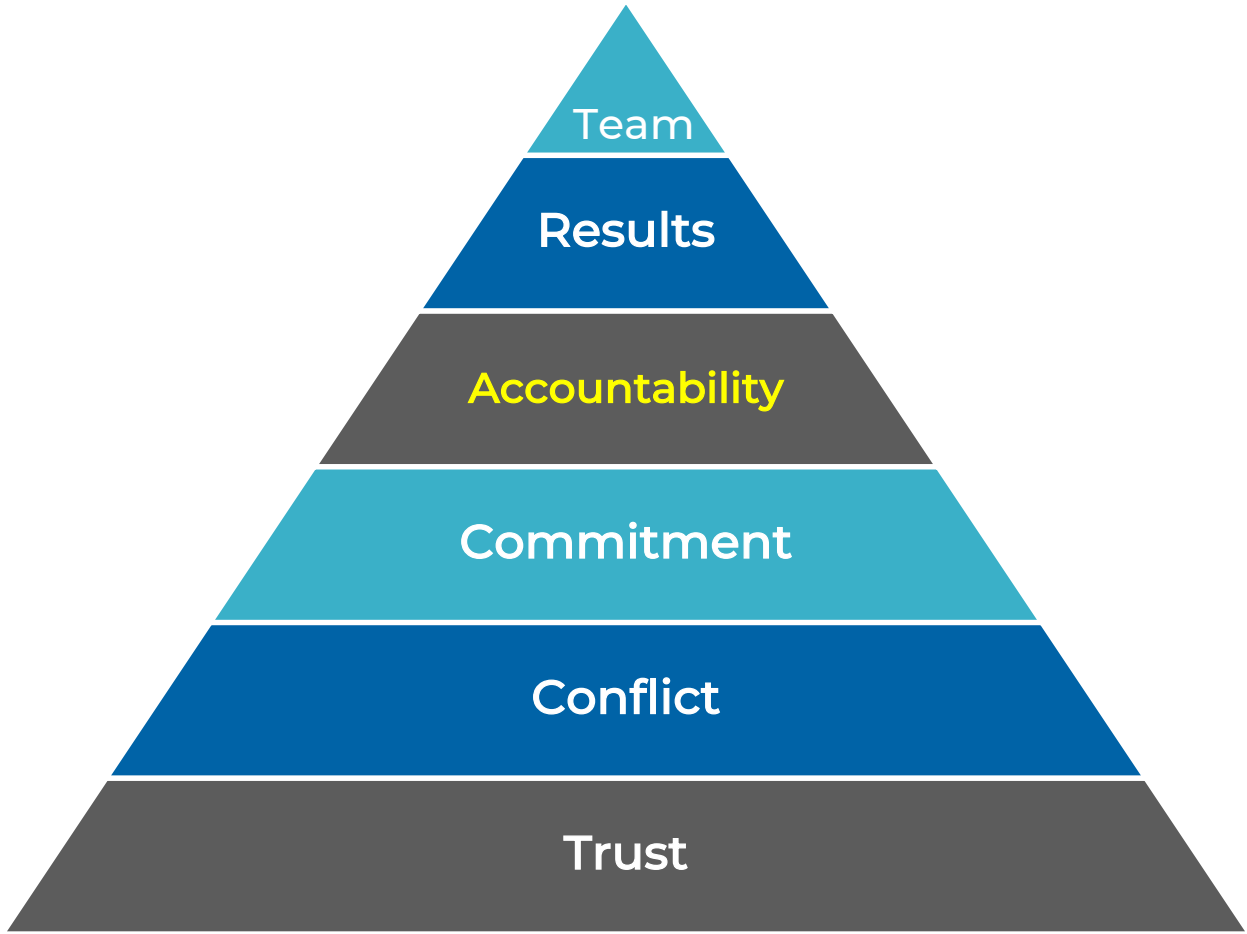 Team
Results
Accountability
Commitment
Conflict
Trust